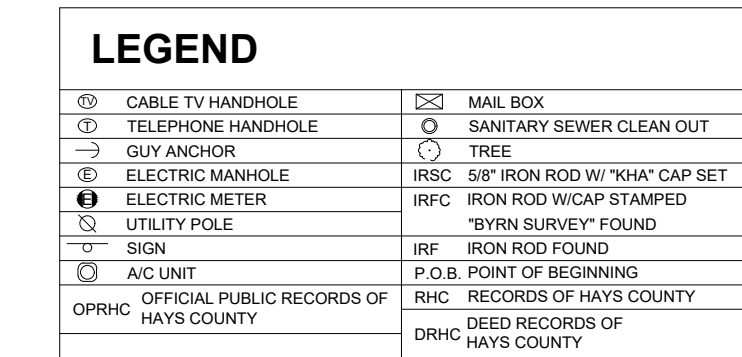 LEGEND
TV CABLE TV HANDHOLE
T TELEPHONE HANDHOLE
GUY ANCHOR
E ELECTRIC MANHOLE
E ELECTRIC METER
UTILITY POLE
SIGN
A/C UNIT
OPRHC OFFICIAL PUBLIC RECORDS OF
HAYS COUNTY
MAIL BOX
SANITARY SEWER CLEAN OUT
TREE
IRSC 5/8" IRON ROD W/ "KHA" CAP SET
IRFC IRON ROD W/CAP STAMPED
"BYRN SURVEY" FOUND
IRF IRON ROD FOUND
P.O.B. POINT OF BEGINNING
RHC RECORDS OF HAYS COUNTY
DRHC DEED RECORDS OF
HAYS COUNTY